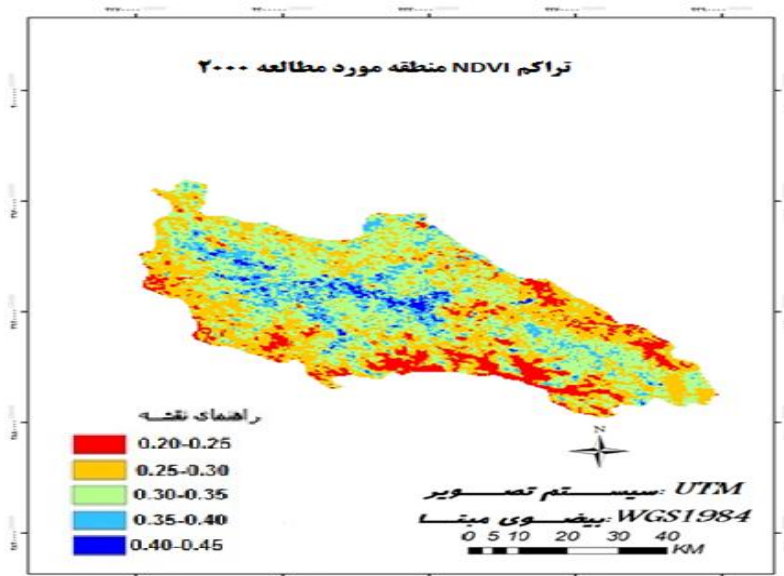 تراکم NDVI منطقه مورد مطالعه ۲۰۰۰
راهنمای نقشه
0.20-0.25
0.25-0.30
0.30-0.35
0.35-0.40
0.40-0.45
N
سیستم تصویر: UTM
بیضوی مبنا: WGS1984
0 5 10 20 30 40
KM